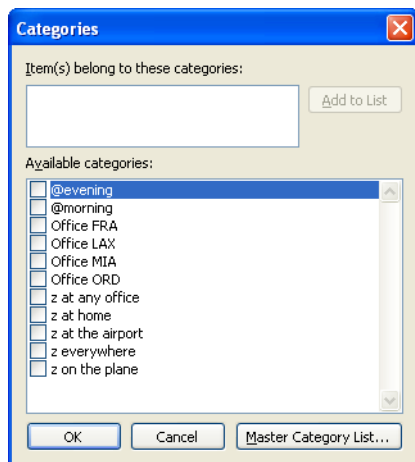 Categories
Item(s) belong to these categories:
Add to List
Available categories:
@evening
@morning
Office FRA
Office LAX
Office MIA
Office ORD
z at any office
z at home
z at the airport
z everywhere
z on the plane
OK
Cancel
Master Category List...